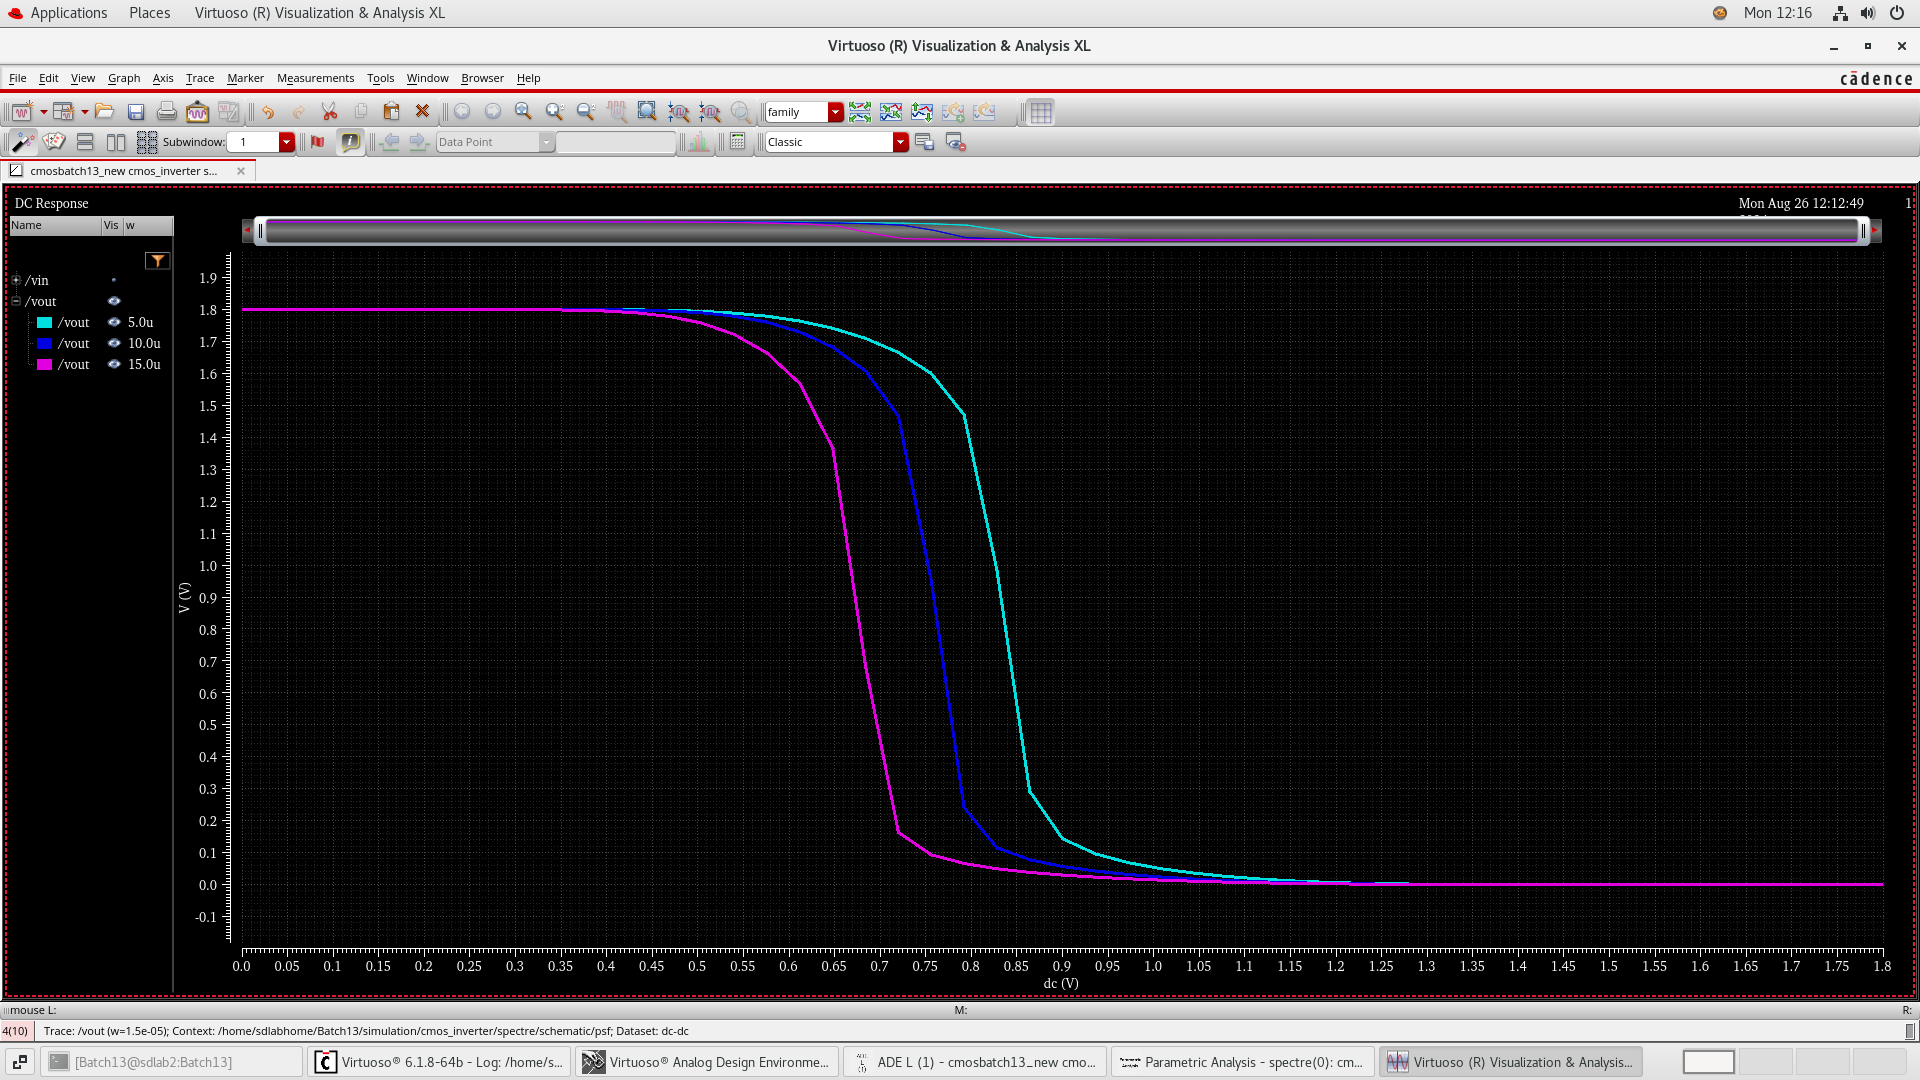 Applications Places Virtuoso (R) Visualization & Analysis XL Mon 12:16
Virtuoso (R) Visualization & Analysis XL
File Edit View Graph Axis Trace Marker Measurements Tools Window Browser Help cādence
family
Subwindow: 1 Data Point Classic
cmosbatch13_new cmos_inverter s...
DC Response Mon Aug 26 12:12:49 1
Name Vis w
/vin
/vout
/vout 5.0u
/vout 10.0u
/vout 15.0u
1.9
1.8
1.7
1.6
1.5
1.4
1.3
1.2
1.1
1.0
0.9
0.8
0.7
0.6
0.5
0.4
0.3
0.2
0.1
0.0
-0.1
V (V)
0.0 0.05 0.1 0.15 0.2 0.25 0.3 0.35 0.4 0.45 0.5 0.55 0.6 0.65 0.7 0.75 0.8 0.85 0.9 0.95 1.0 1.05 1.1 1.15 1.2 1.25 1.3 1.35 1.4 1.45 1.5 1.55 1.6 1.65 1.7 1.75 1.8
dc (V)
mouse L: M: R:
4(10) Trace: /vout (w=1.5e-05); Context: /home/sdlabhome/Batch13/simulation/cmos_inverter/spectre/schematic/psf; Dataset: dc-dc
[Batch13@sdlab2:Batch13] Virtuoso® 6.1.8-64b - Log: /home/s... Virtuoso® Analog Design Environme... ADE L (1) - cmosbatch13_new cmo... Parametric Analysis - spectre(0): cm... Virtuoso (R) Visualization & Analysis...